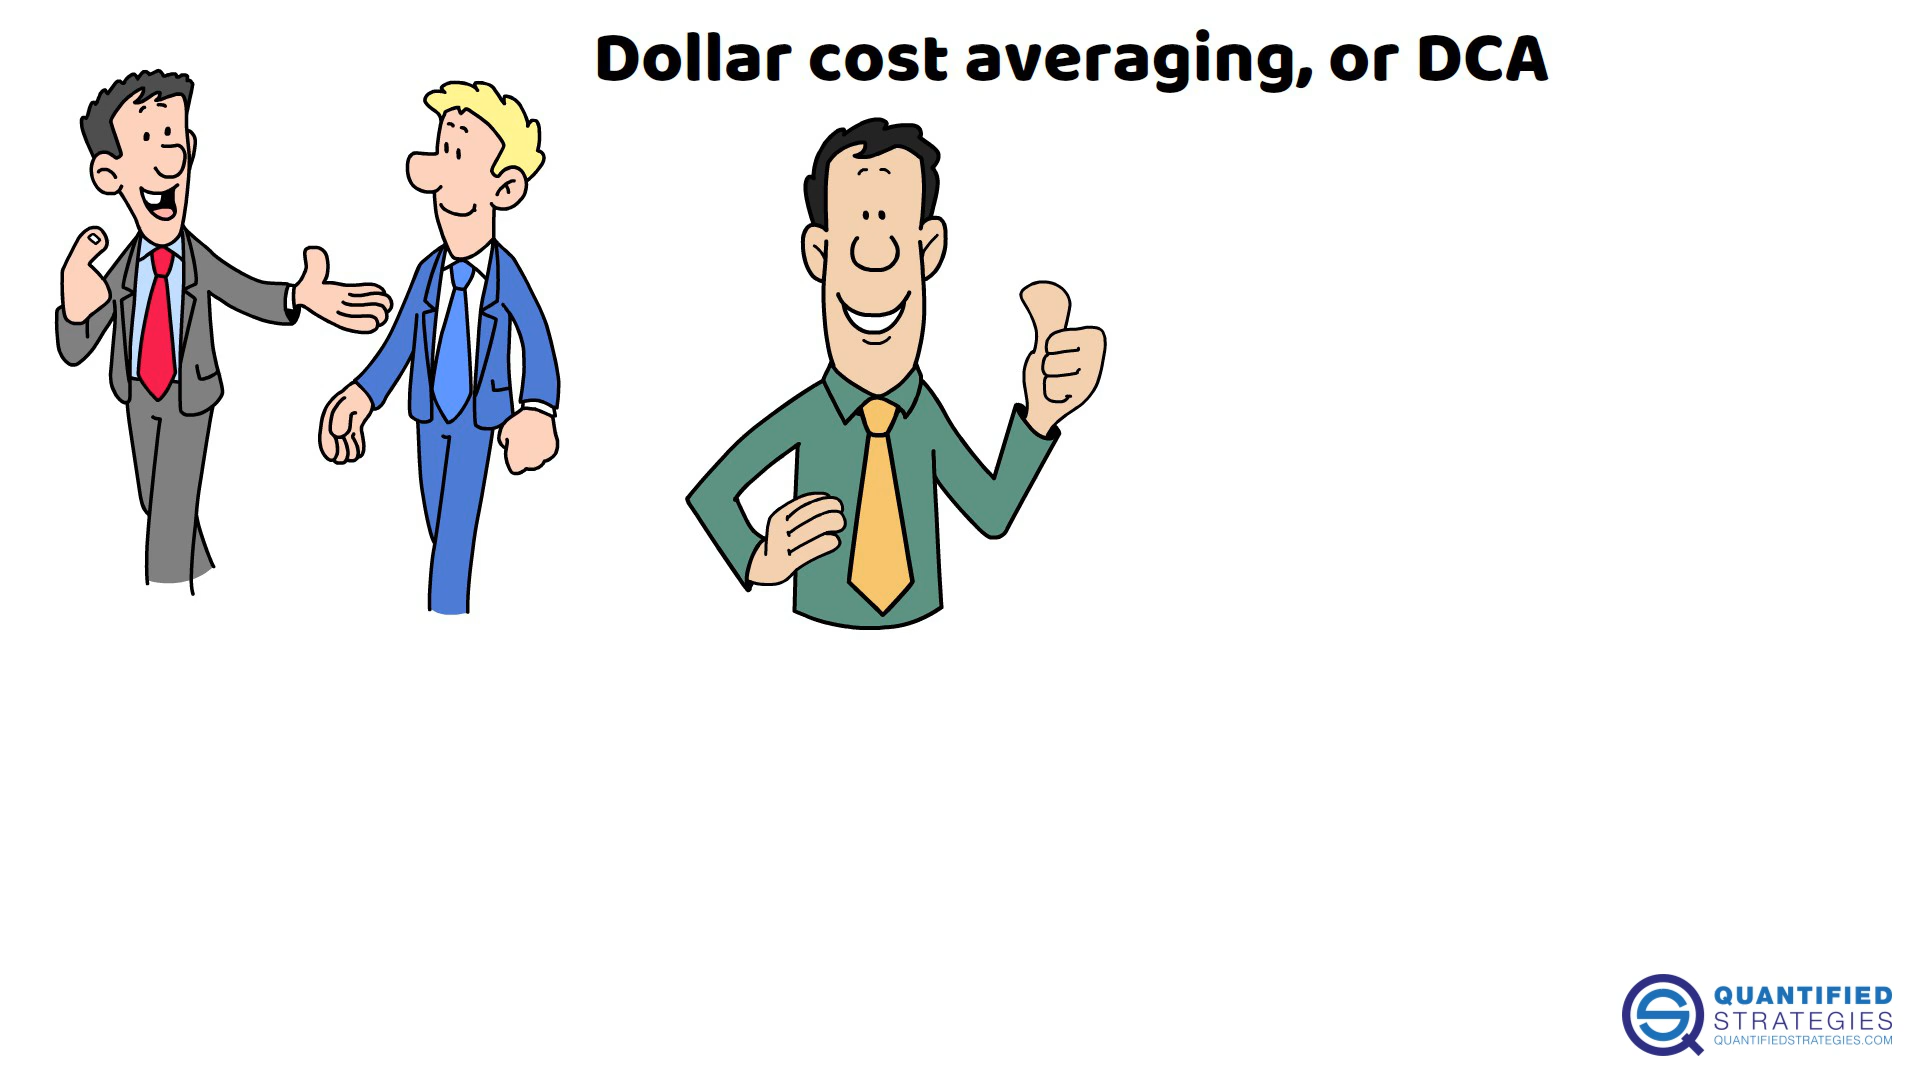 Dollar cost averaging, or DCA
QUANTIFIED
STRATEGIES
QUANTIFIEDSTRATEGIES.COM